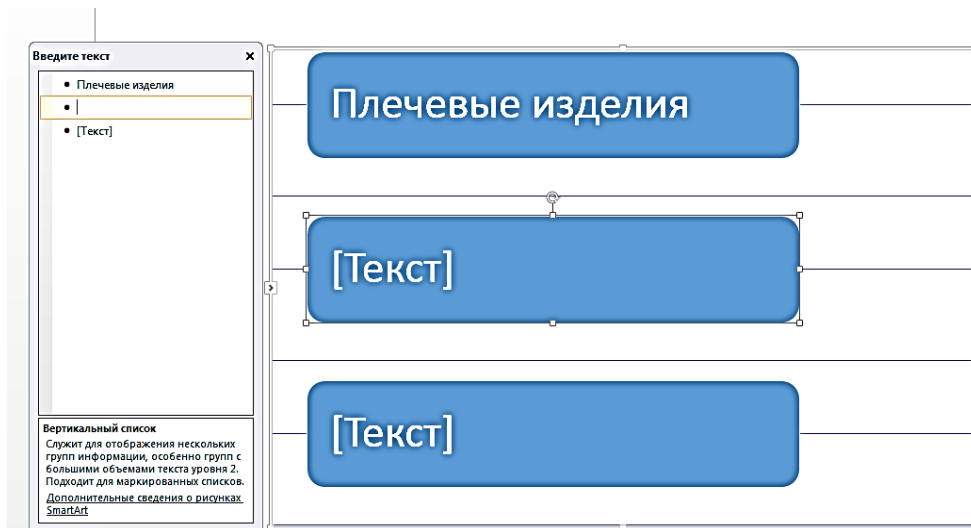 Введите текст
Плечевые изделия
[Текст]
Вертикальный список
Служит для отображения нескольких
групп информации, особенно групп с
большими объемами текста уровня 2.
Подходит для маркированных списков.
Дополнительные сведения о рисунках
SmartArt
Плечевые изделия
[Текст]
[Текст]